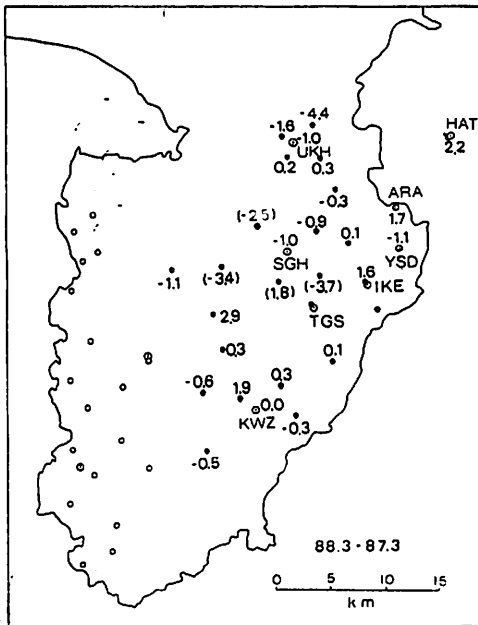 -4.4
-1.6
-1.0
UKH
HAT
2.2
0.2
0.3
-0.3
ARA
1.7
(-2.5)
-0.9
0.1
-1.1
YSD
-1.0
SGH
-1.1
(-3.4)
(1.8)
(-3.7)
1.6
IKE
2.9
TGS
0.3
0.1
-0.6
1.9
0.3
0.0
KWZ
-0.3
-0.5
88.3 - 87.3
0 5 10 15
km